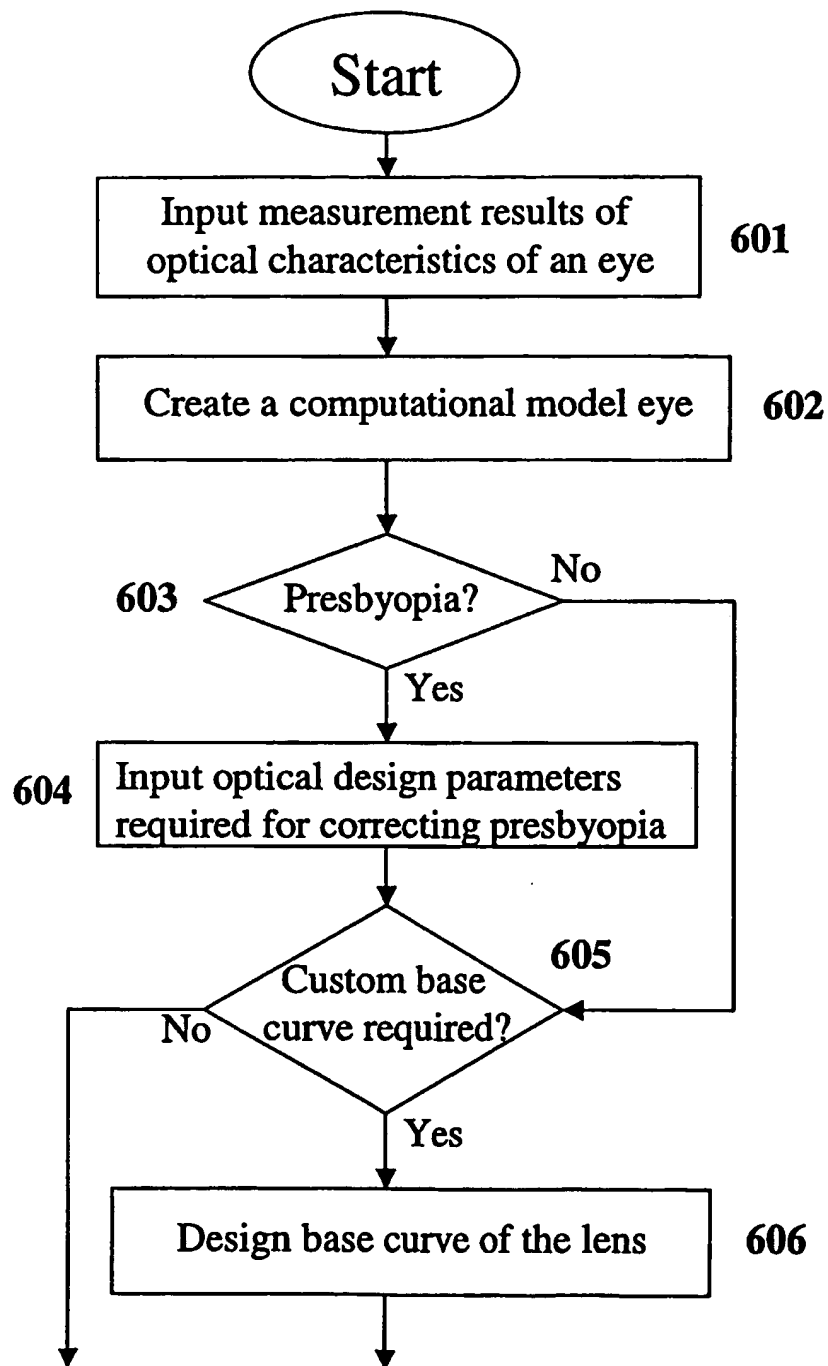 Start
Input measurement results of
optical characteristics of an eye
601
Create a computational model eye
602
603
Presbyopia?
No
Yes
604
Input optical design parameters
required for correcting presbyopia
605
Custom base
curve required?
No
Yes
Design base curve of the lens
606